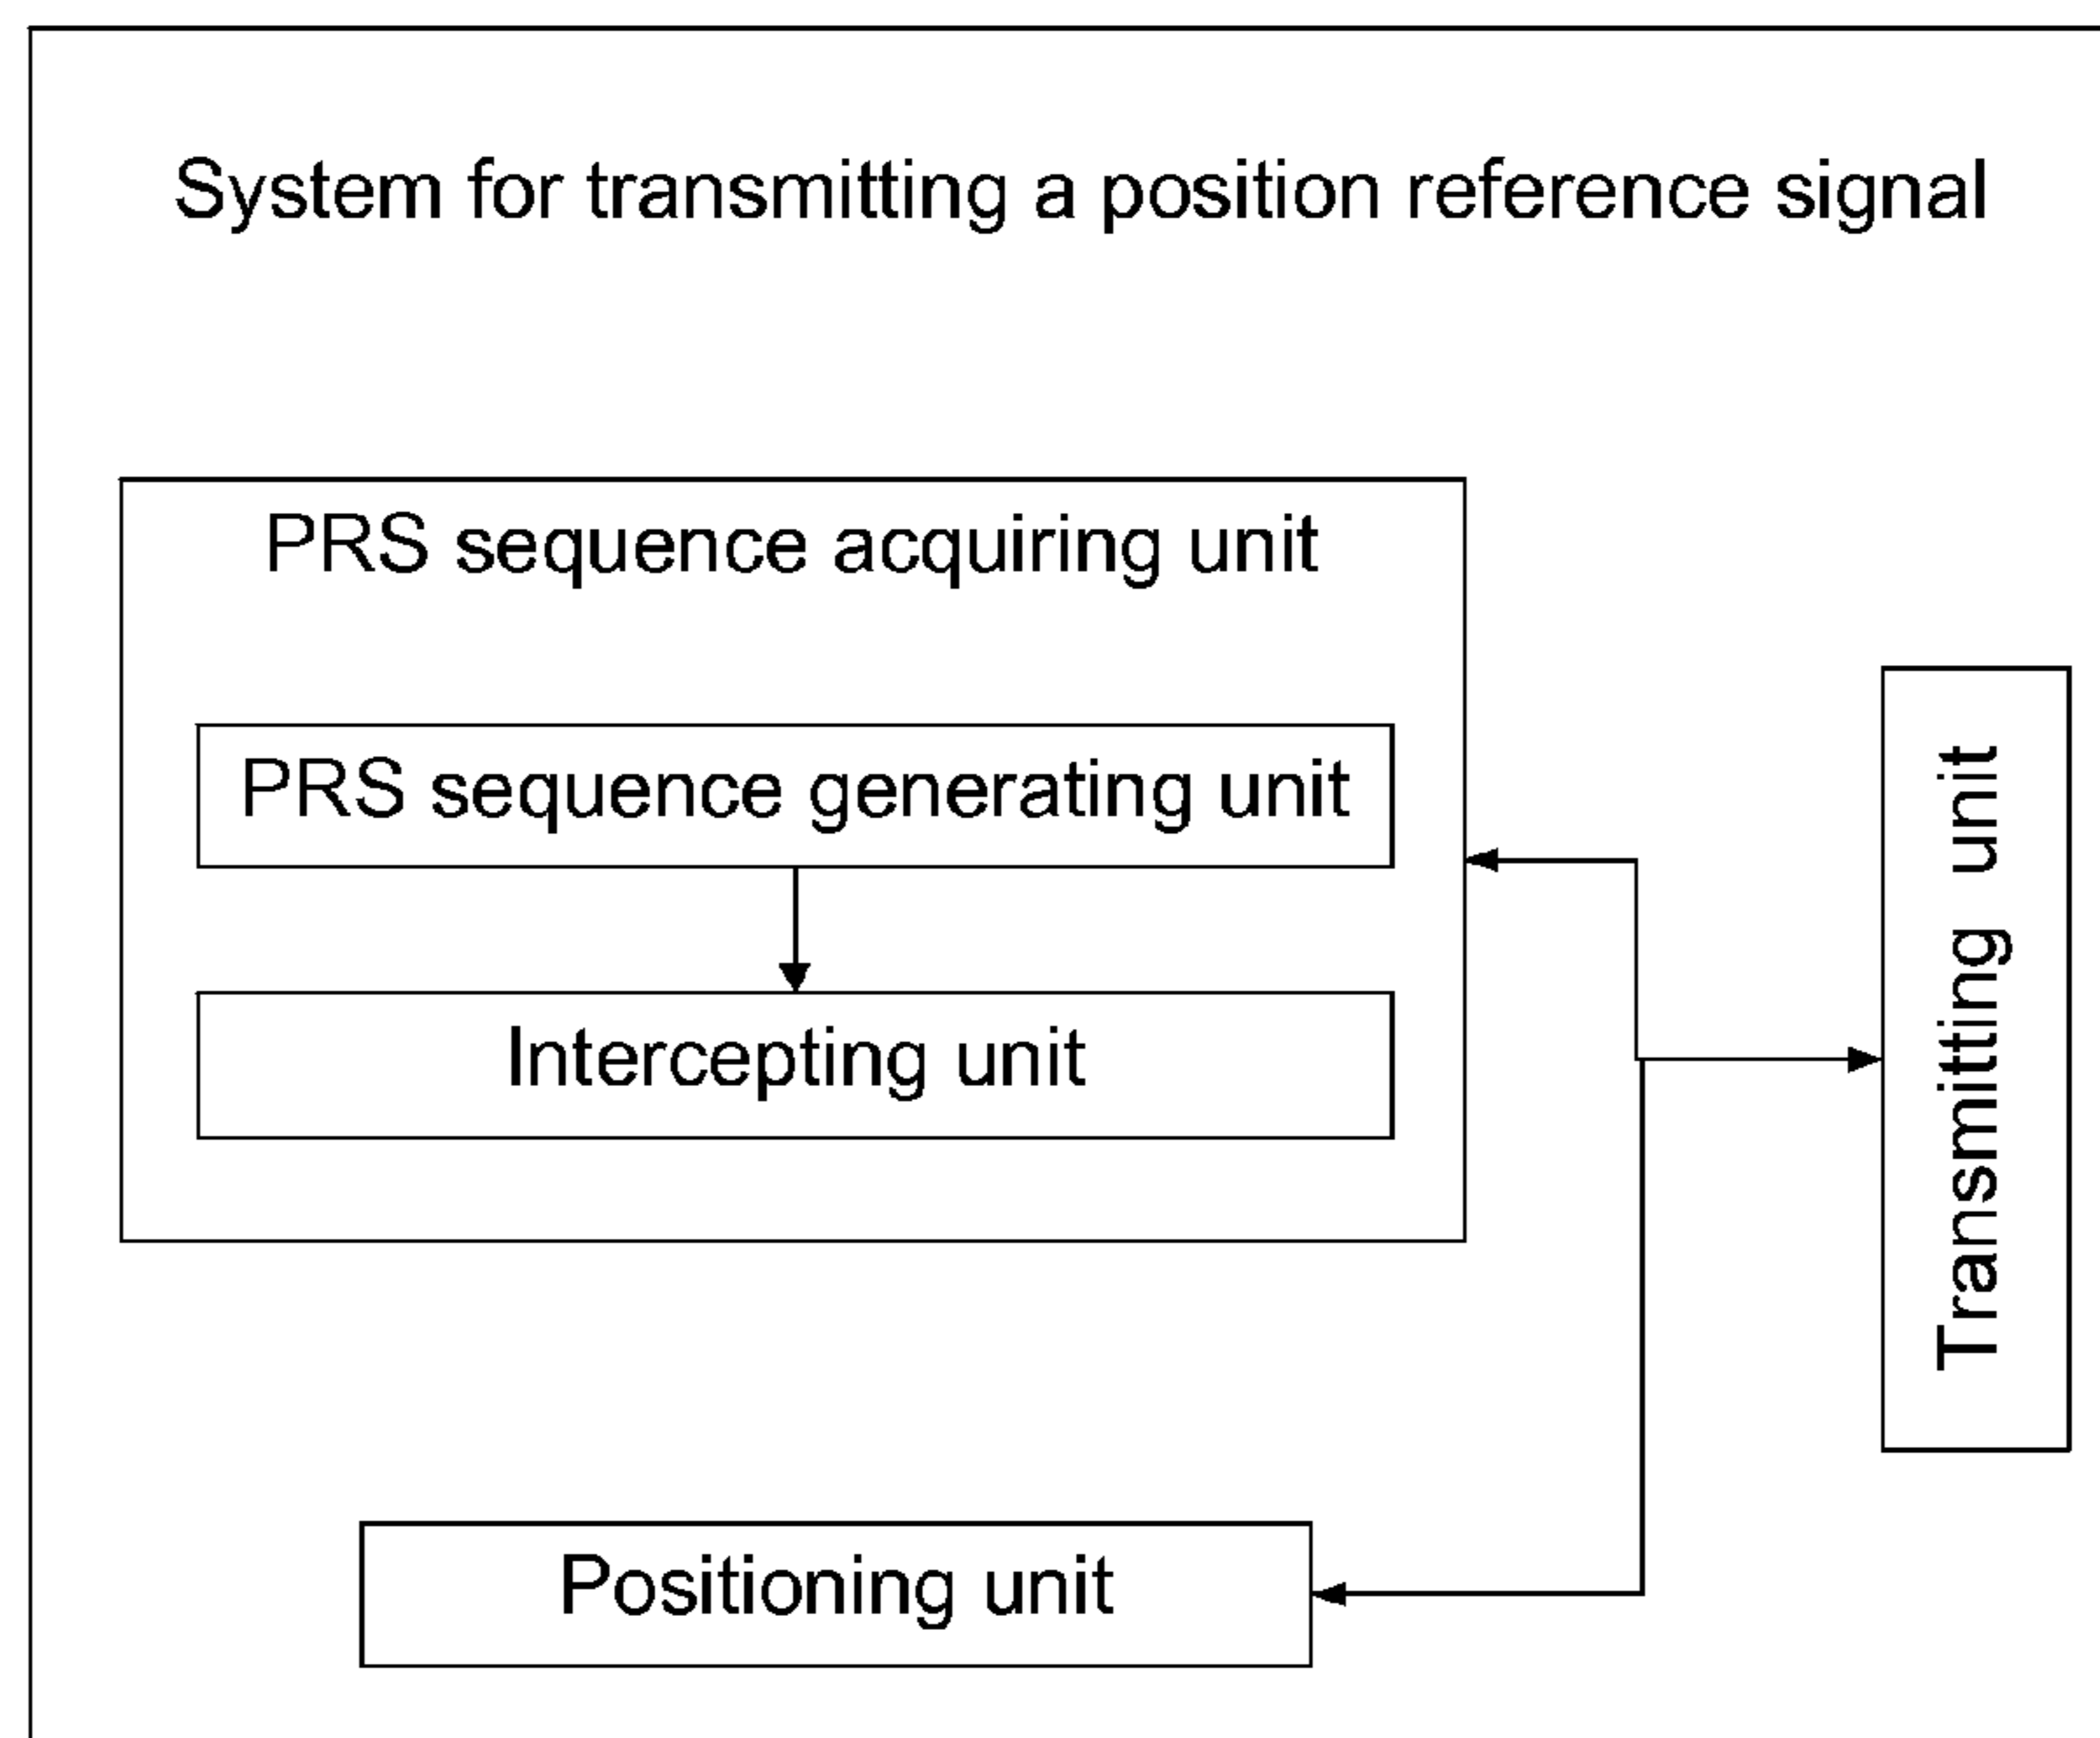 System for transmitting a position reference signal
PRS sequence acquiring unit
PRS sequence generating unit
Intercepting unit
Transmitting unit
Positioning unit